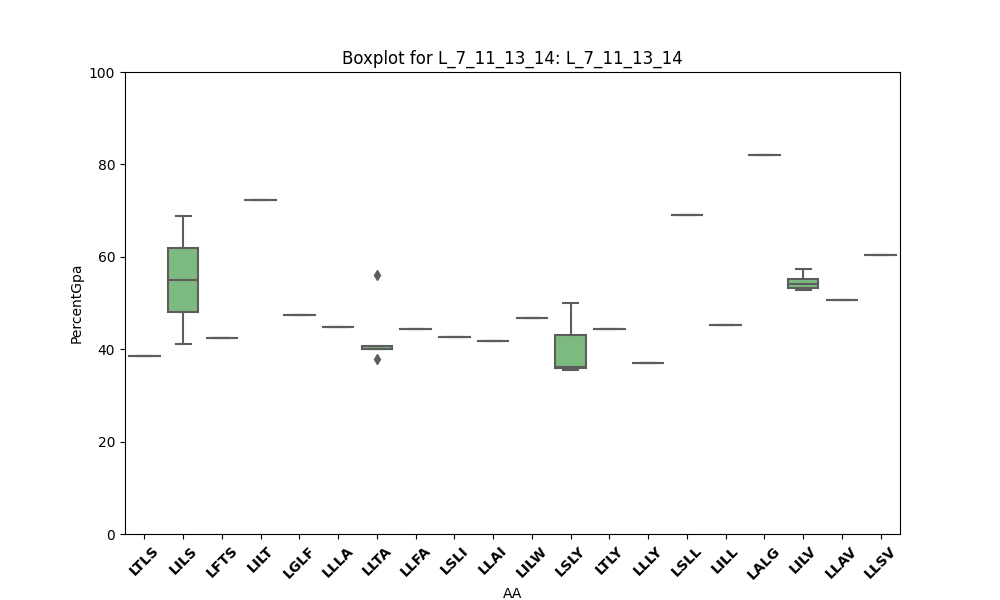 Boxplot for L_7_11_13_14: L_7_11_13_14
100
80
60
40
20
0
PercentGpa
LTLS LILS LFTS LILT LGLF LLLA LLTA LLFA LSLI LLAI LILW LSLY LTLY LLLY LSLL LILL LALG LILV LLAV LLSV
AA